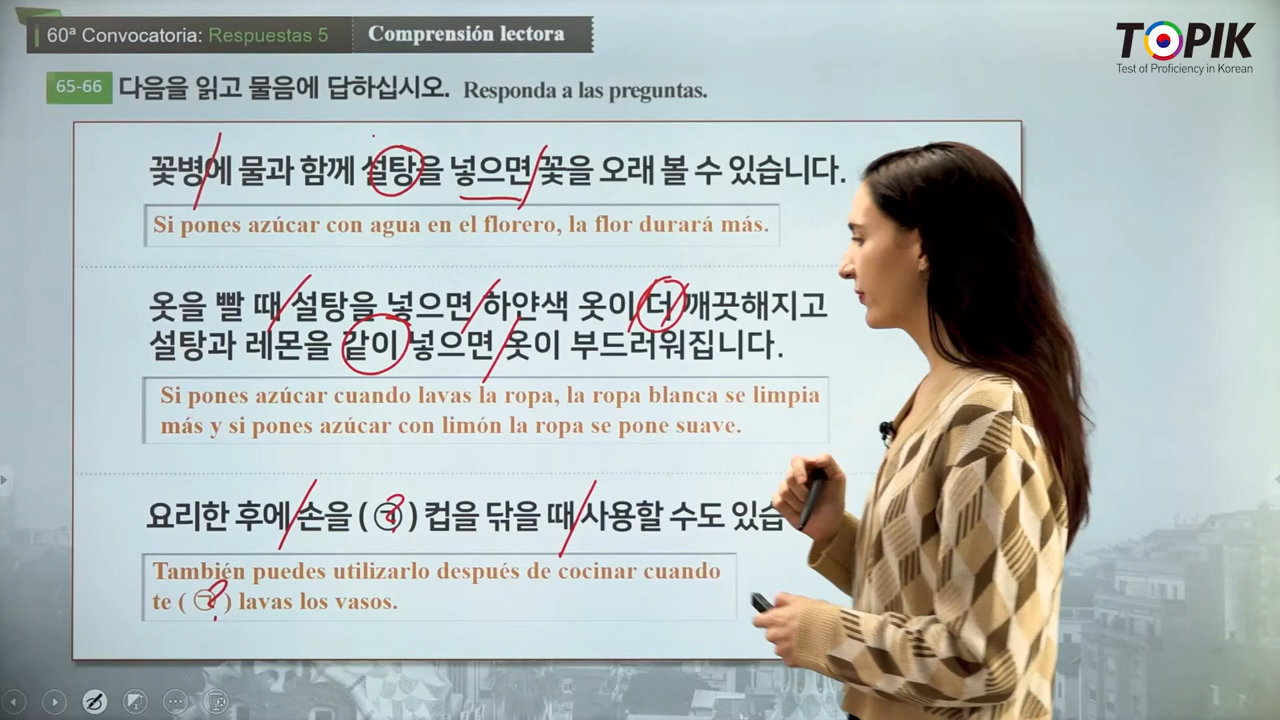 60ª Convocatoria: Respuestas 5
Comprensión lectora
TOPIK
Test of Proficiency in Korean
65-66 다음을 읽고 물음에 답하십시오. Responda a las preguntas.
꽃병에 물과 함께 설탕을 넣으면 꽃을 오래 볼 수 있습니다.
Si pones azúcar con agua en el florero, la flor durará más.
옷을 빨 때 설탕을 넣으면 하얀색 옷이 더 깨끗해지고
설탕과 레몬을 같이 넣으면 옷이 부드러워집니다.
Si pones azúcar cuando lavas la ropa, la ropa blanca se limpia
más y si pones azúcar con limón la ropa se pone suave.
요리한 후에 손을 ( ㉠ ) 컵을 닦을 때 사용할 수도 있습
También puedes utilizarlo después de cocinar cuando
te ( ㉠ ) lavas los vasos.